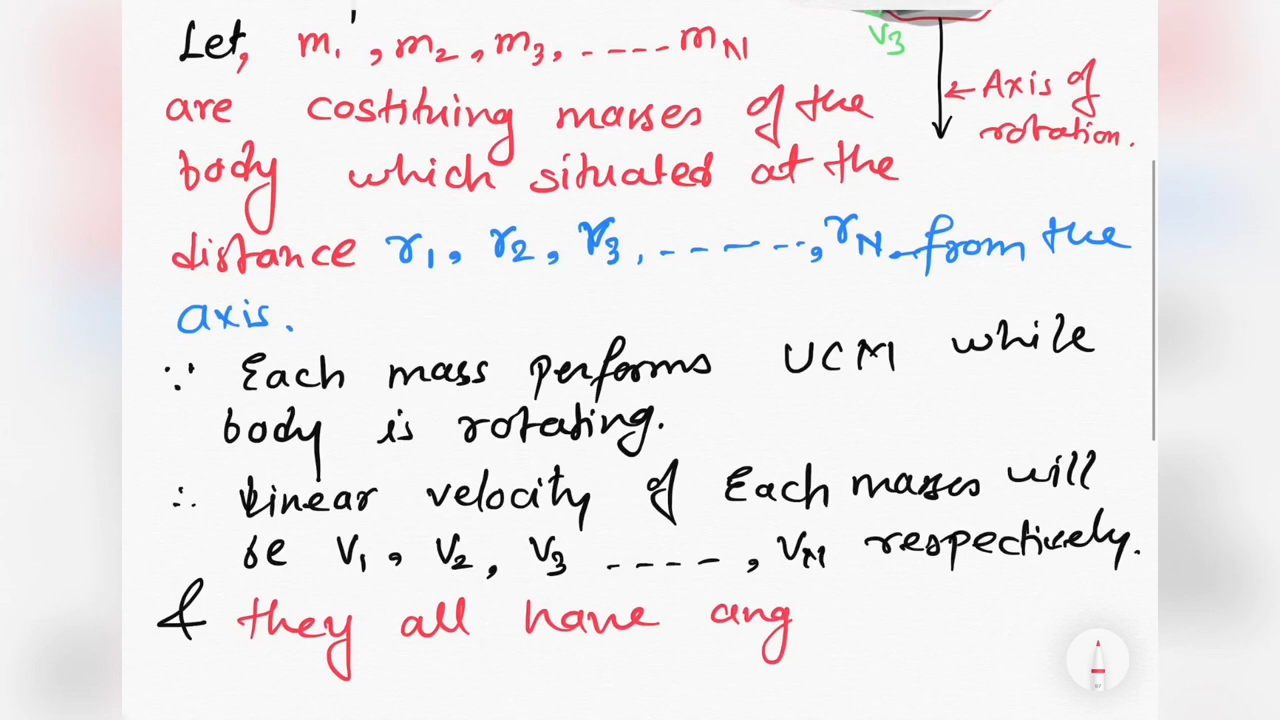 Let, m₁', m₂, m₃, ..... mN
v₃
← Axis of
rotation.
are costituing masses of the
body which situated at the
distance r₁, r₂, r₃, ------, rN from the
axis.
∵ Each mass performs UCM while
body is rotating.
∴ Linear velocity of Each masses will
be V₁, V₂, V₃ -----, VN respectively.
& they all have ang